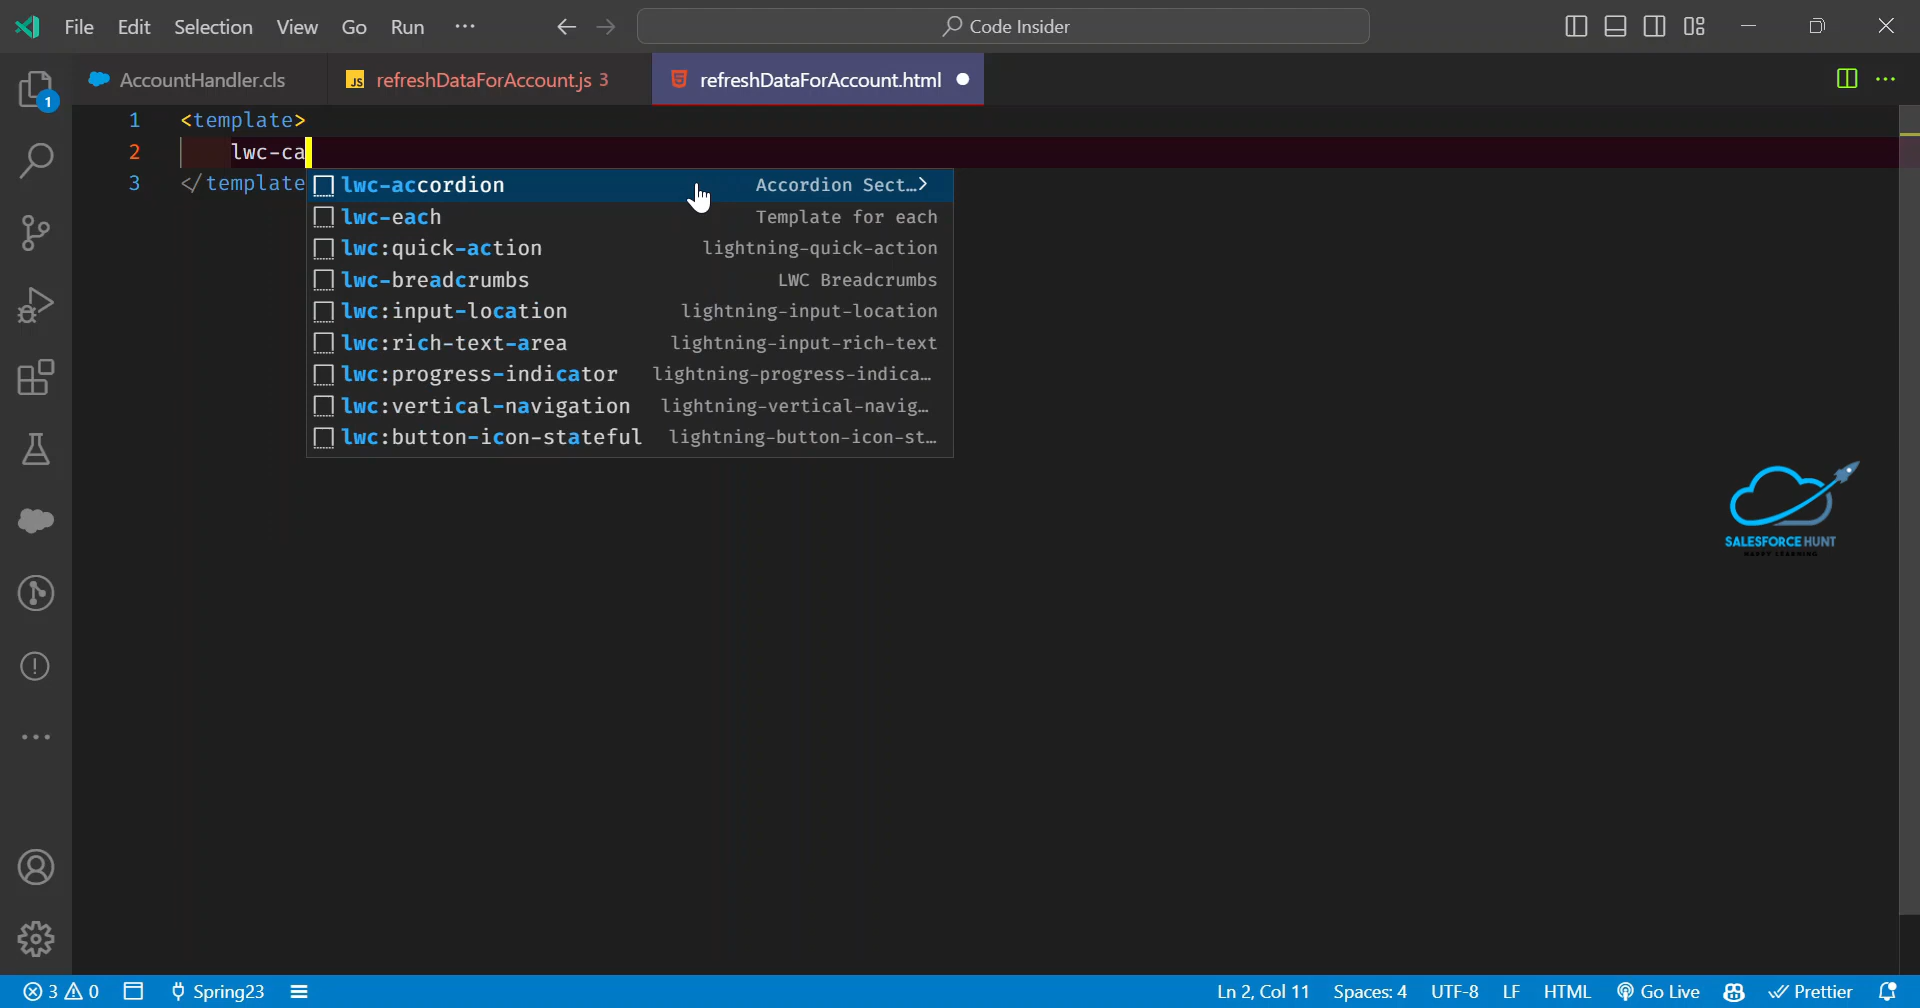 File Edit Selection View Go Run ··· Code Insider
1 AccountHandler.cls JS refreshDataForAccount.js 3 5 refreshDataForAccount.html
1 <template>
2 lwc-ca
3 </template
lwc-accordion Accordion Sect…
lwc-each Template for each
lwc:quick-action lightning-quick-action
lwc-breadcrumbs LWC Breadcrumbs
lwc:input-location lightning-input-location
lwc:rich-text-area lightning-input-rich-text
lwc:progress-indicator lightning-progress-indica…
lwc:vertical-navigation lightning-vertical-navig…
lwc:button-icon-stateful lightning-button-icon-st…
SALESFORCE HUNT
3 0 Spring23 Ln 2, Col 11 Spaces: 4 UTF-8 LF HTML Go Live Prettier